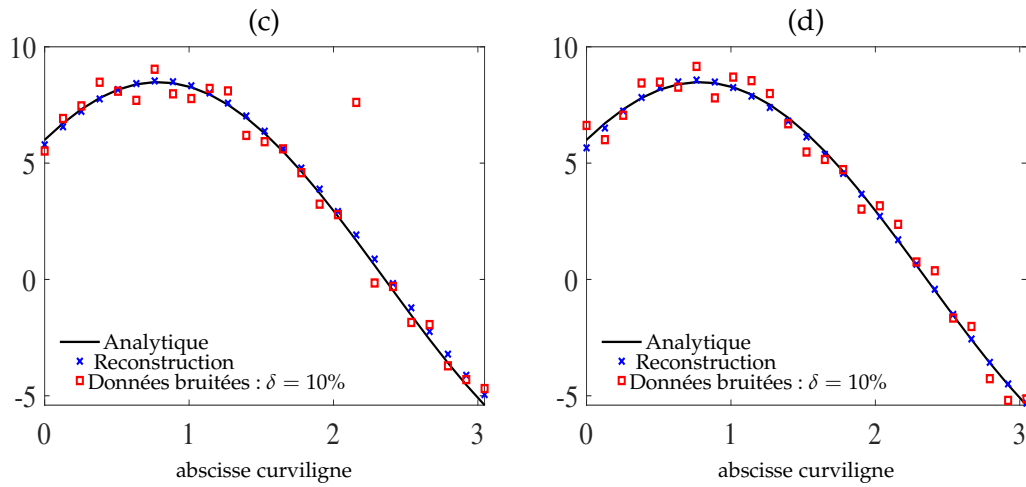 (c)
10
5
0
-5
0 1 2 3
Analytique
Reconstruction
Données bruitées : δ = 10%
abscisse curviligne
(d)
10
5
0
-5
0 1 2 3
Analytique
Reconstruction
Données bruitées : δ = 10%
abscisse curviligne